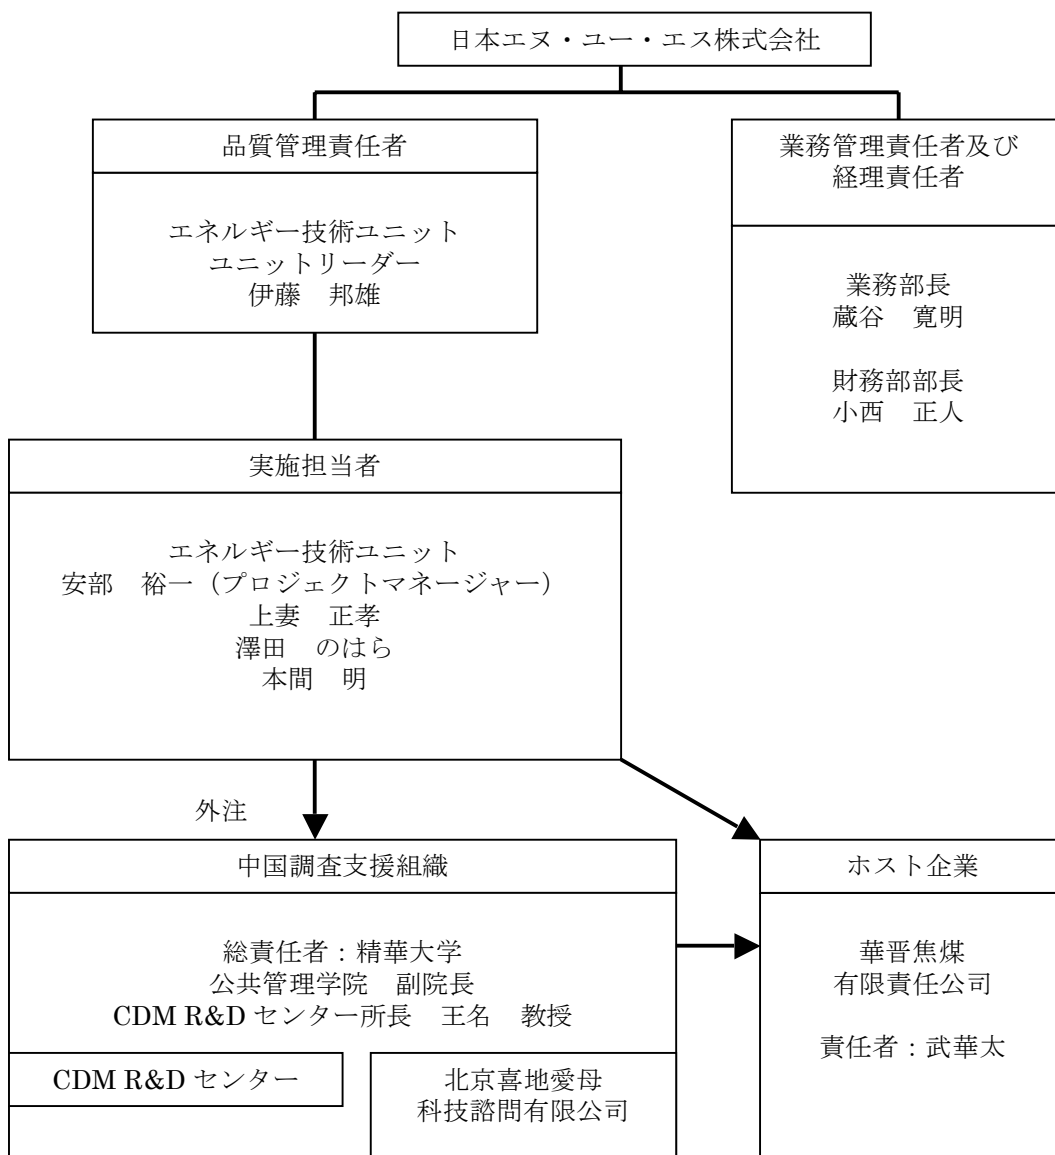 日本エヌ・ユー・エス株式会社
品質管理責任者
エネルギー技術ユニット
ユニットリーダー
伊藤　邦雄
業務管理責任者及び
経理責任者
業務部長
蔵谷　寛明
財務部部長
小西　正人
実施担当者
エネルギー技術ユニット
安部　裕一（プロジェクトマネージャー）
上妻　正孝
澤田　のはら
本間　明
外注
中国調査支援組織
総責任者：精華大学
公共管理学院　副院長
CDM R&D センター所長　王名　教授
CDM R&D センター
北京喜地愛母
科技諮問有限公司
ホスト企業
華晋焦煤
有限責任公司
責任者：武華太